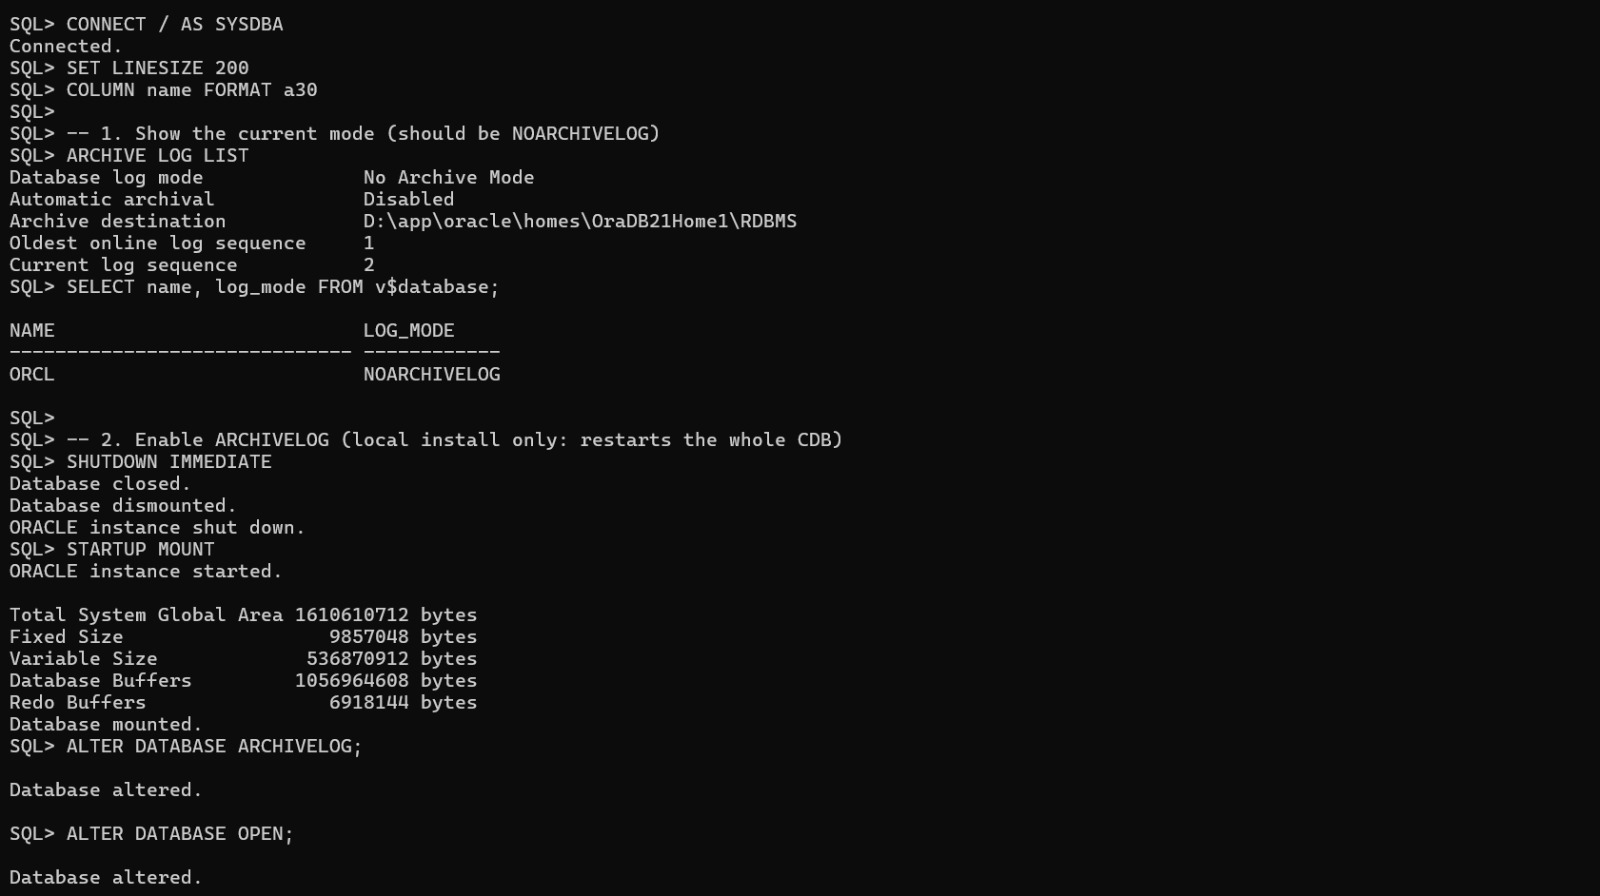 SQL> CONNECT / AS SYSDBA
Connected.
SQL> SET LINESIZE 200
SQL> COLUMN name FORMAT a30
SQL>
SQL> -- 1. Show the current mode (should be NOARCHIVELOG)
SQL> ARCHIVE LOG LIST
Database log mode              No Archive Mode
Automatic archival             Disabled
Archive destination            D:\app\oracle\homes\OraDB21Home1\RDBMS
Oldest online log sequence     1
Current log sequence           2
SQL> SELECT name, log_mode FROM v$database;

NAME                           LOG_MODE
------------------------------ ------------
ORCL                           NOARCHIVELOG

SQL>
SQL> -- 2. Enable ARCHIVELOG (local install only: restarts the whole CDB)
SQL> SHUTDOWN IMMEDIATE
Database closed.
Database dismounted.
ORACLE instance shut down.
SQL> STARTUP MOUNT
ORACLE instance started.

Total System Global Area 1610610712 bytes
Fixed Size                  9857048 bytes
Variable Size             536870912 bytes
Database Buffers         1056964608 bytes
Redo Buffers                6918144 bytes
Database mounted.
SQL> ALTER DATABASE ARCHIVELOG;

Database altered.

SQL> ALTER DATABASE OPEN;

Database altered.